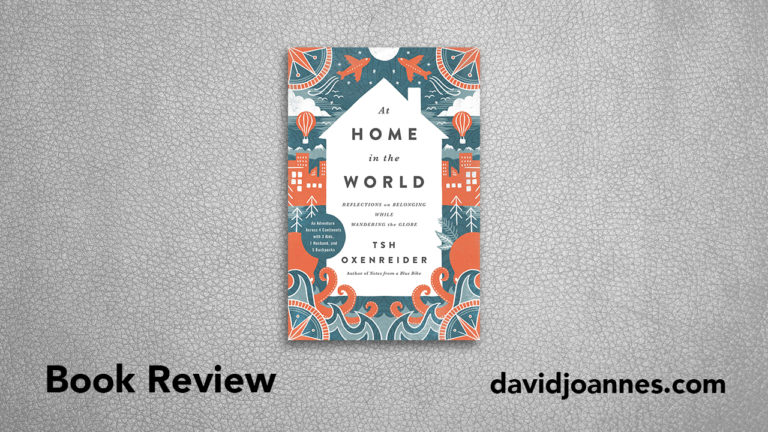 At
HOME
in the
WORLD
REFLECTIONS on BELONGING
WHILE
WANDERING the GLOBE
An Adventure
Across 4 Continents
with 3 Kids,
1 Husband, and
5 Backpacks
TSH
OXENREIDER
Author of Notes from a Blue Bike
Book Review
davidjoannes.com